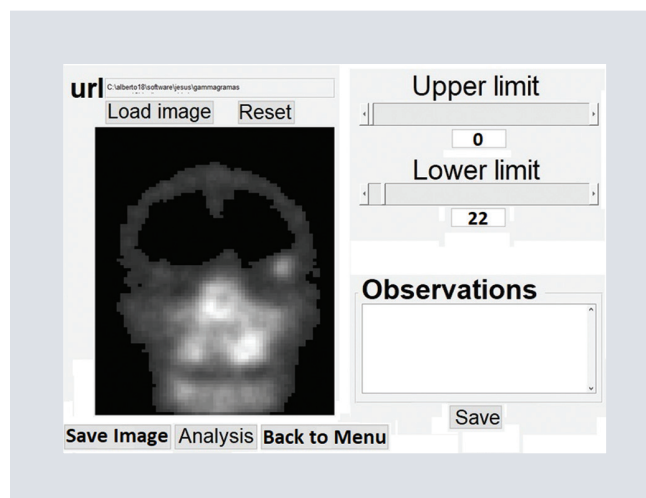 url C:\alberto18\software\jesus\gammagramas
Load image Reset
Upper limit
0
Lower limit
22
Observations
Save
Save Image Analysis Back to Menu